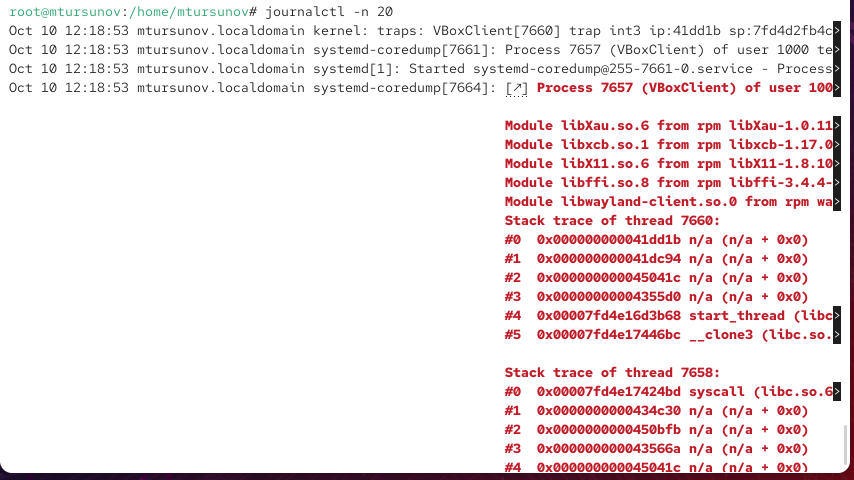 root@mtursunov:/home/mtursunov# journalctl -n 20
Oct 10 12:18:53 mtursunov.localdomain kernel: traps: VBoxClient[7660] trap int3 ip:41dd1b sp:7fd4d2fb4c>
Oct 10 12:18:53 mtursunov.localdomain systemd-coredump[7661]: Process 7657 (VBoxClient) of user 1000 te>
Oct 10 12:18:53 mtursunov.localdomain systemd[1]: Started systemd-coredump@255-7661-0.service - Process>
Oct 10 12:18:53 mtursunov.localdomain systemd-coredump[7664]: [↗] Process 7657 (VBoxClient) of user 100>
Module libXau.so.6 from rpm libXau-1.0.11>
Module libxcb.so.1 from rpm libxcb-1.17.0>
Module libX11.so.6 from rpm libX11-1.8.10>
Module libffi.so.8 from rpm libffi-3.4.4->
Module libwayland-client.so.0 from rpm wa>
Stack trace of thread 7660:
#0  0x000000000041dd1b n/a (n/a + 0x0)
#1  0x000000000041dc94 n/a (n/a + 0x0)
#2  0x000000000045041c n/a (n/a + 0x0)
#3  0x00000000004355d0 n/a (n/a + 0x0)
#4  0x00007fd4e16d3b68 start_thread (libc>
#5  0x00007fd4e17446bc __clone3 (libc.so.>
Stack trace of thread 7658:
#0  0x00007fd4e17424bd syscall (libc.so.6>
#1  0x0000000000434c30 n/a (n/a + 0x0)
#2  0x0000000000450bfb n/a (n/a + 0x0)
#3  0x000000000043566a n/a (n/a + 0x0)
#4  0x000000000045041c n/a (n/a + 0x0)